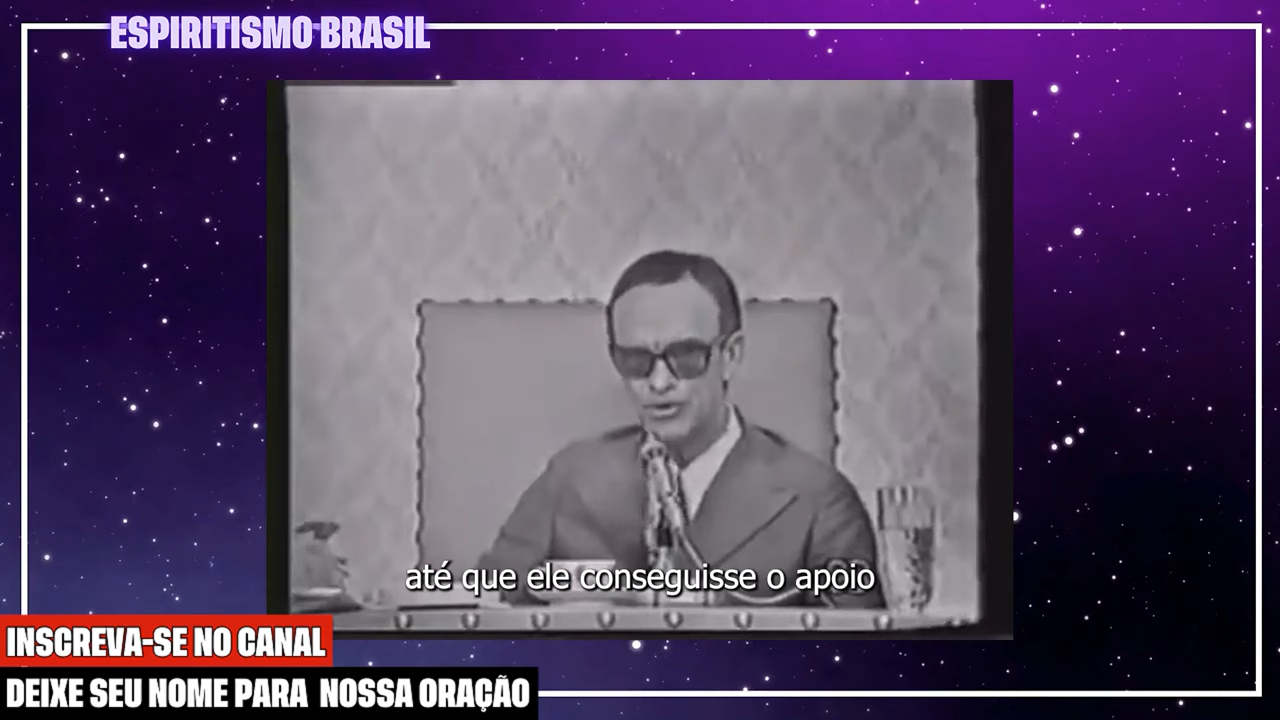 ESPIRITISMO BRASIL
até que ele conseguisse o apoio
INSCREVA-SE NO CANAL
DEIXE SEU NOME PARA NOSSA ORAÇÃO